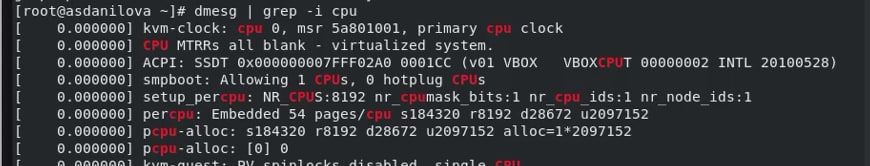 [root@asdanilova ~]# dmesg | grep -i cpu
[    0.000000] kvm-clock: cpu 0, msr 5a801001, primary cpu clock
[    0.000000] CPU MTRRs all blank - virtualized system.
[    0.000000] ACPI: SSDT 0x000000007FFF02A0 0001CC (v01 VBOX   VBOXCPUT 00000002 INTL 20100528)
[    0.000000] smpboot: Allowing 1 CPUs, 0 hotplug CPUs
[    0.000000] setup_percpu: NR_CPUS:8192 nr_cpumask_bits:1 nr_cpu_ids:1 nr_node_ids:1
[    0.000000] percpu: Embedded 54 pages/cpu s184320 r8192 d28672 u2097152
[    0.000000] pcpu-alloc: s184320 r8192 d28672 u2097152 alloc=1*2097152
[    0.000000] pcpu-alloc: [0] 0
[    0.000000] kvm-guest: PV spinlocks disabled, single CPU